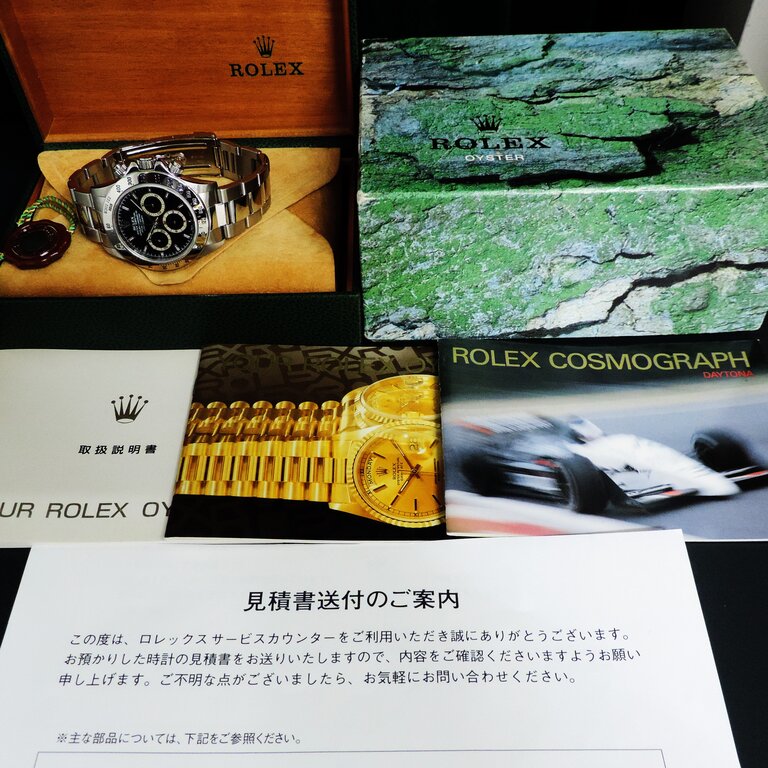 ROLEX
ROLEX
OYSTER
取扱説明書
UR ROLEX OY
ROLEX COSMOGRAPH
DAYTONA
見積書送付のご案内
この度は、ロレックスサービスカウンターをご利用いただき誠にありがとうございます。
お預かりした時計の見積書をお送りいたしますので、内容をご確認くださいますようお願い
申し上げます。ご不明な点がございましたら、お気軽にお問い合わせください。
※主な部品については、下記をご参照ください。